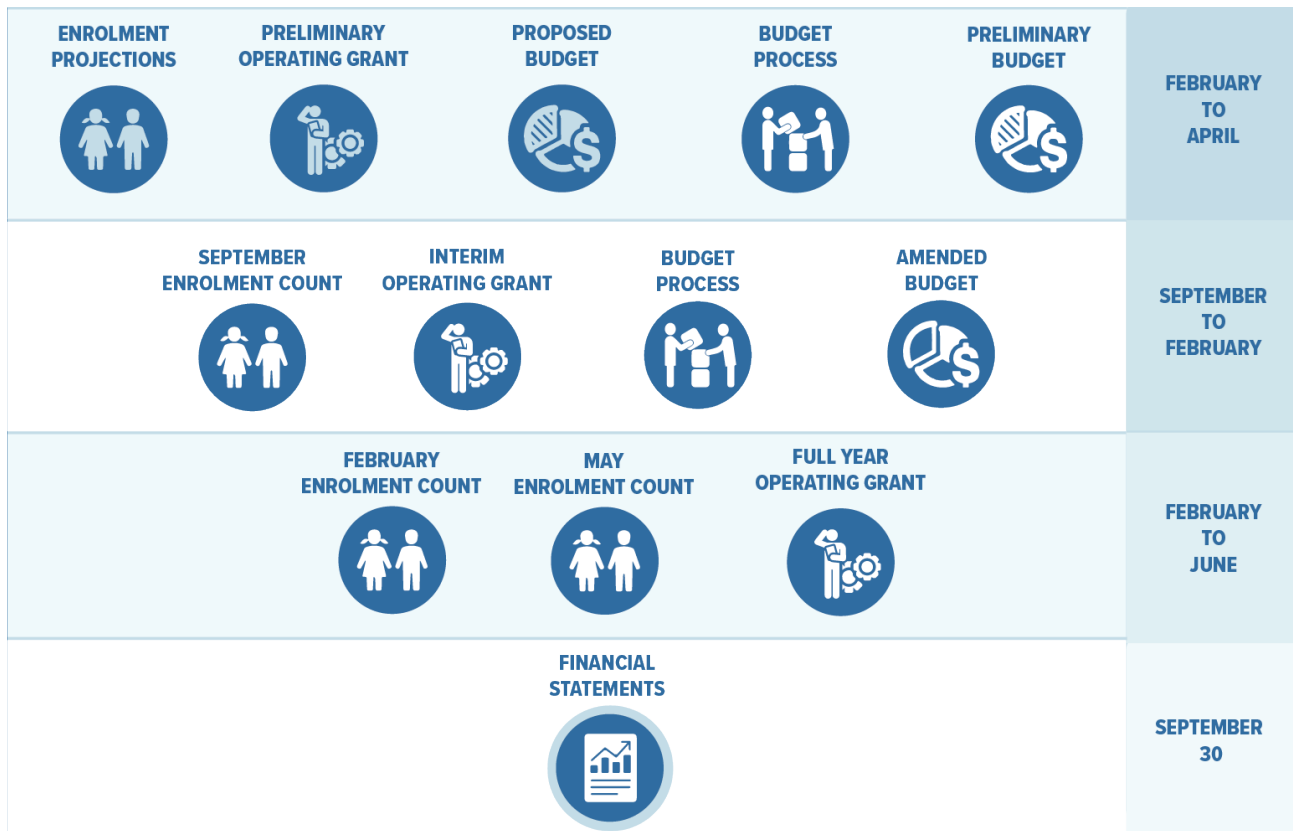 ENROLMENT
PROJECTIONS
PRELIMINARY
OPERATING GRANT
PROPOSED
BUDGET
BUDGET
PROCESS
PRELIMINARY
BUDGET
FEBRUARY
TO
APRIL
SEPTEMBER
ENROLMENT COUNT
INTERIM
OPERATING GRANT
BUDGET
PROCESS
AMENDED
BUDGET
SEPTEMBER
TO
FEBRUARY
FEBRUARY
ENROLMENT COUNT
MAY
ENROLMENT COUNT
FULL YEAR
OPERATING GRANT
FEBRUARY
TO
JUNE
FINANCIAL
STATEMENTS
SEPTEMBER
30